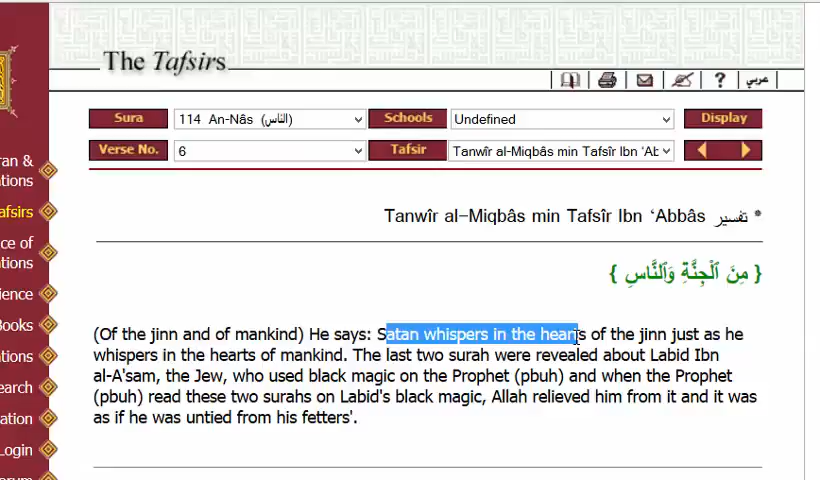 The Tafsirs
? عربي
Sura 114 An-Nâs (الناس) Schools Undefined Display
Verse No. 6 Tafsir Tanwîr al-Miqbâs min Tafsîr Ibn ‘Abb
ran &
ations
afsirs
ce of
ations
ience
Books
ations
earch
ation
Login
orum
Tanwîr al-Miqbâs min Tafsîr Ibn ‘Abbâs تفسير *
{ مِنَ ٱلْجِنَّةِ وَٱلنَّاسِ }
(Of the jinn and of mankind) He says: Satan whispers in the hearts of the jinn just as he
whispers in the hearts of mankind. The last two surah were revealed about Labid Ibn
al-A'sam, the Jew, who used black magic on the Prophet (pbuh) and when the Prophet
(pbuh) read these two surahs on Labid's black magic, Allah relieved him from it and it was
as if he was untied from his fetters'.